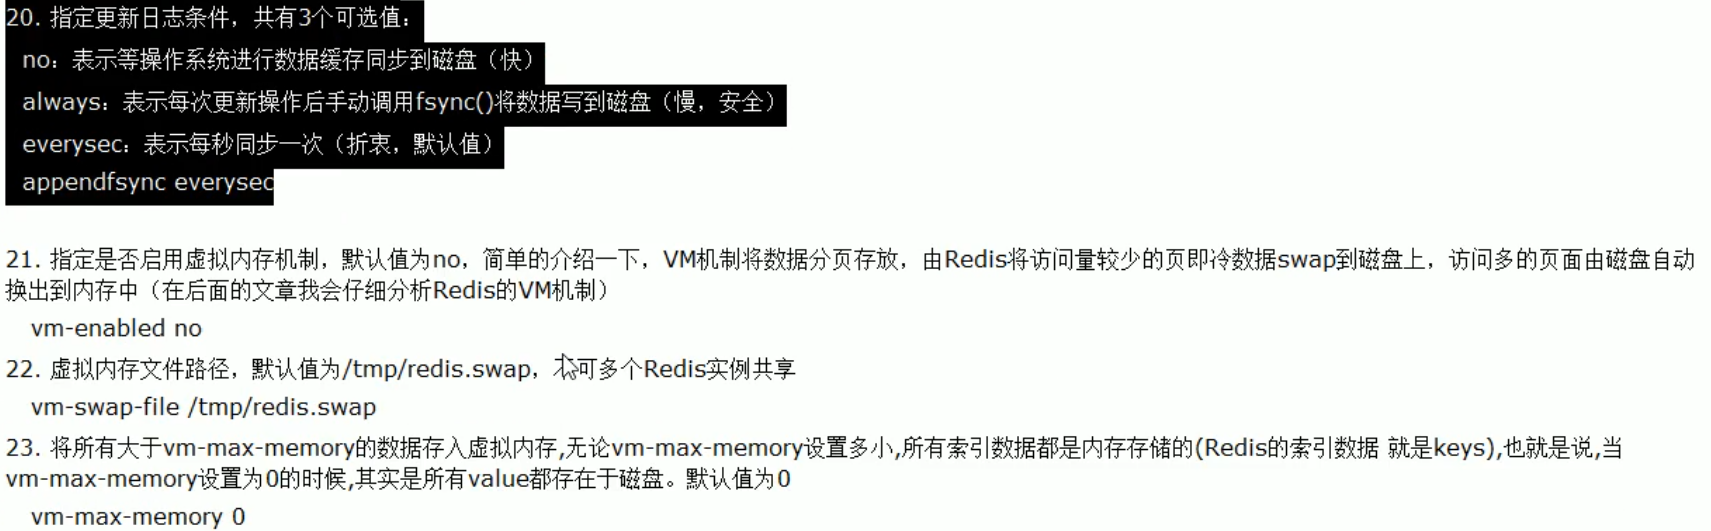 20. 指定更新日志条件，共有3个可选值：
no：表示等操作系统进行数据缓存同步到磁盘（快）
always：表示每次更新操作后手动调用fsync()将数据写到磁盘（慢，安全）
everysec：表示每秒同步一次（折衷，默认值）
appendfsync everysec
21. 指定是否启用虚拟内存机制，默认值为no，简单的介绍一下，VM机制将数据分页存放，由Redis将访问量较少的页即冷数据swap到磁盘上，访问多的页面由磁盘自动
换出到内存中（在后面的文章我会仔细分析Redis的VM机制）
vm-enabled no
22. 虚拟内存文件路径，默认值为/tmp/redis.swap，不可多个Redis实例共享
vm-swap-file /tmp/redis.swap
23. 将所有大于vm-max-memory的数据存入虚拟内存,无论vm-max-memory设置多小,所有索引数据都是内存存储的(Redis的索引数据 就是keys),也就是说,当
vm-max-memory设置为0的时候,其实是所有value都存在于磁盘。默认值为0
vm-max-memory 0